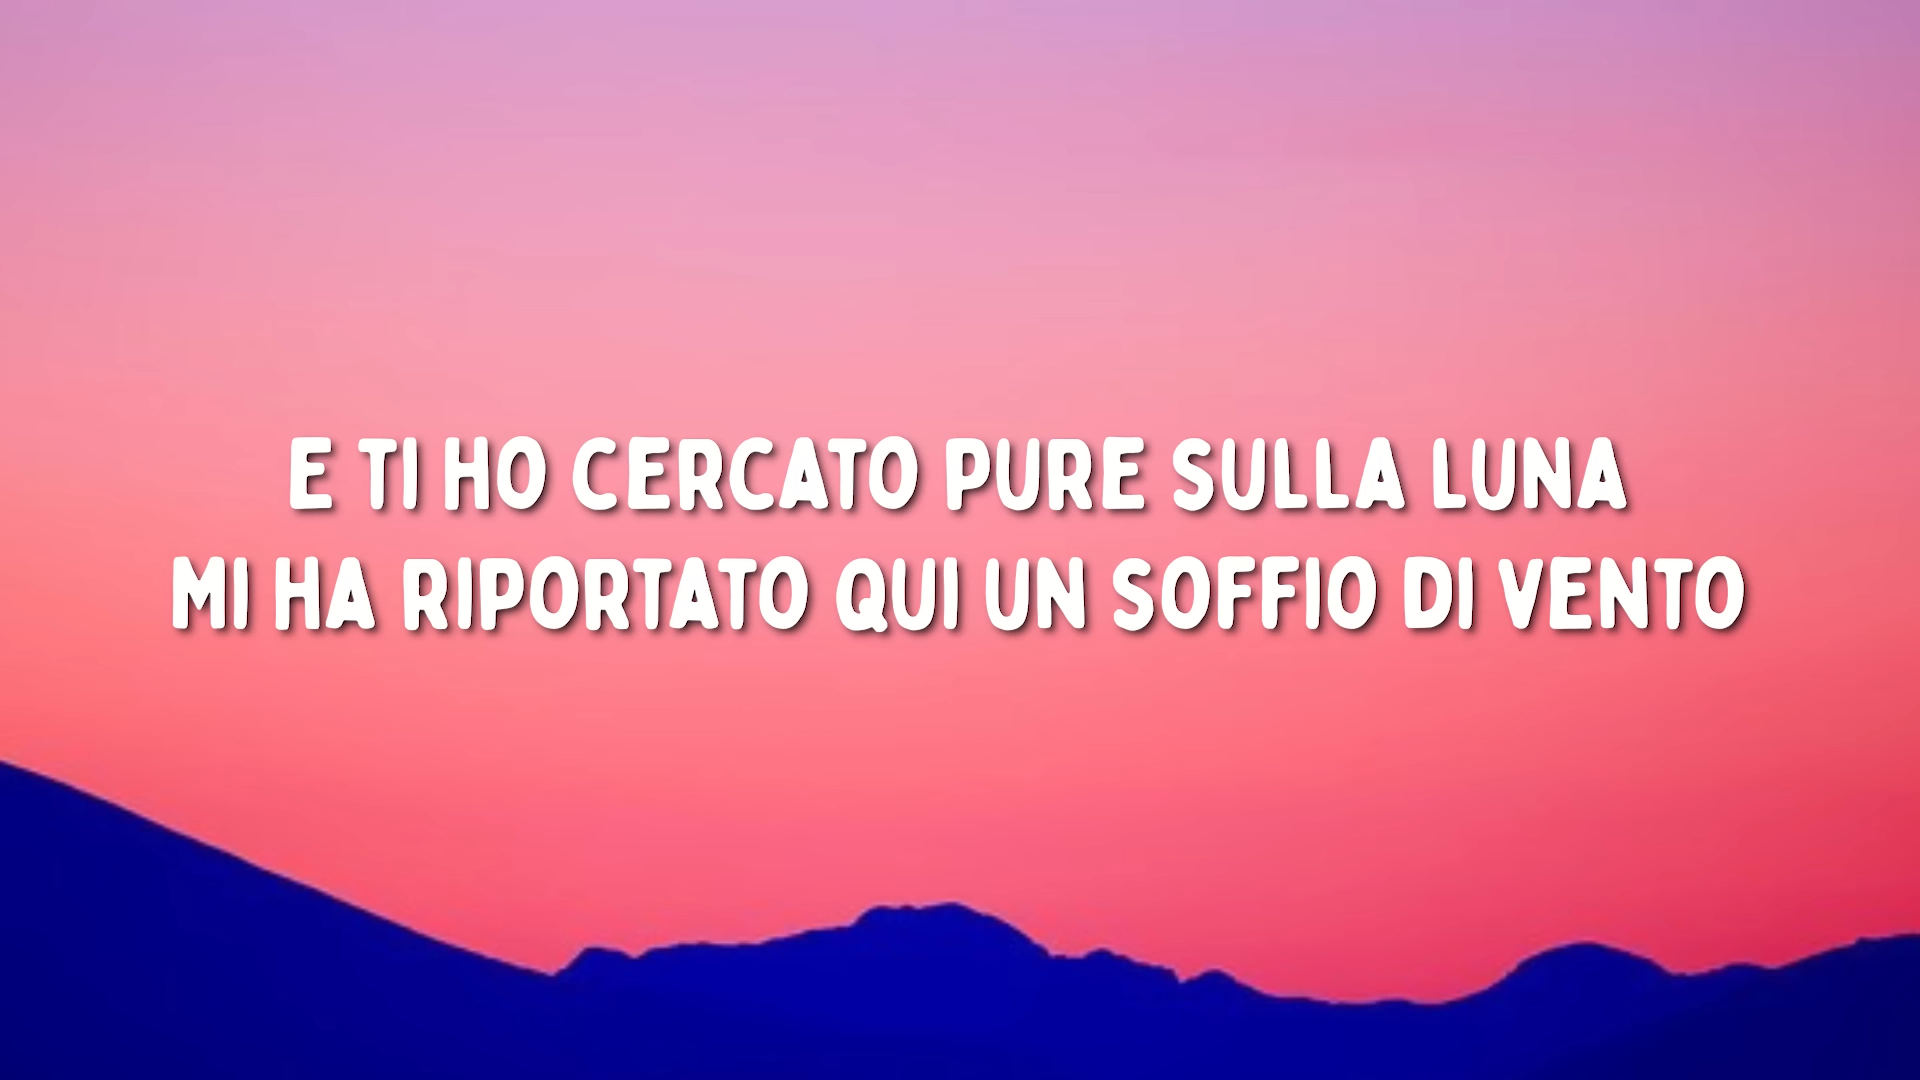 E TI HO CERCATO PURE SULLA LUNA
MI HA RIPORTATO QUI UN SOFFIO DI VENTO